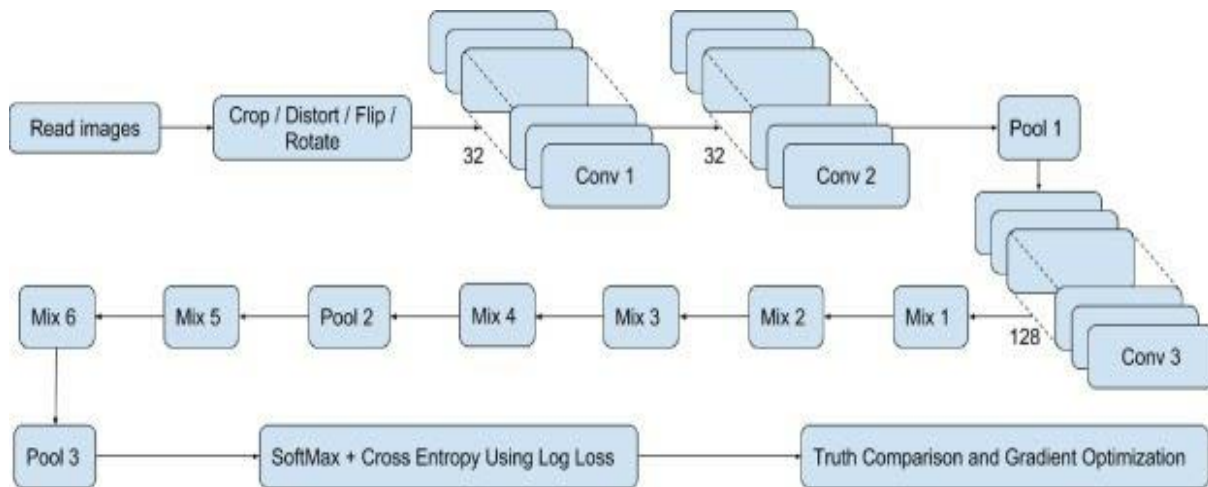 Read images
Crop / Distort / Flip /
Rotate
32
Conv 1
32
Conv 2
Pool 1
128
Conv 3
Mix 1
Mix 2
Mix 3
Mix 4
Pool 2
Mix 5
Mix 6
Pool 3
SoftMax + Cross Entropy Using Log Loss
Truth Comparison and Gradient Optimization